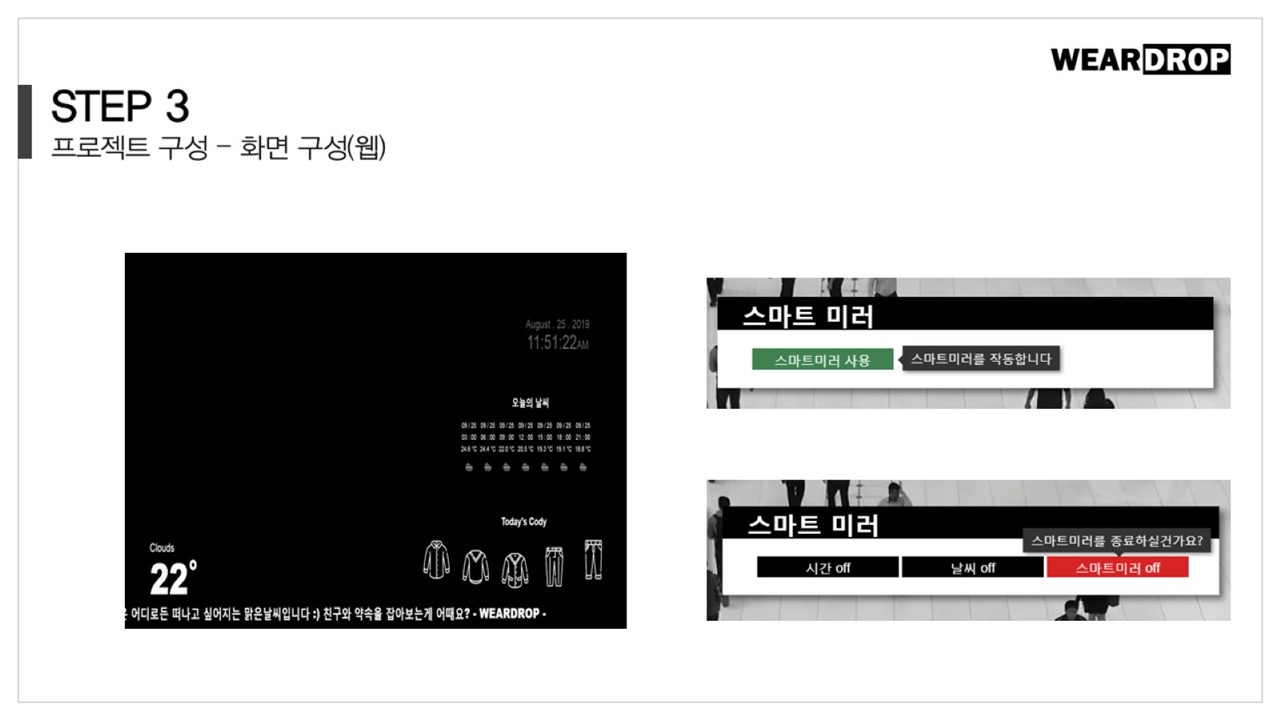 WEARDROP
STEP 3
프로젝트 구성 - 화면 구성(웹)
August . 25 . 2019
11:51:22AM
오늘의 날씨
09 / 25 09 / 25 09 / 25 09 / 25 09 / 25 09 / 25 09 / 25
03 : 00 06 : 00 09 : 00 12 : 00 15 : 00 18 : 00 21 : 00
24.6 °C 24.4 °C 22.0 °C 20.5 °C 19.3 °C 19.1 °C 18.8 °C
Today's Cody
Clouds
22°
어디로든 떠나고 싶어지는 맑은날씨입니다 :) 친구와 약속을 잡아보는게 어때요? - WEARDROP -
스마트 미러
스마트미러 사용
스마트미러를 작동합니다
스마트 미러
스마트미러를 종료하실건가요?
시간 off
날씨 off
스마트미러 off